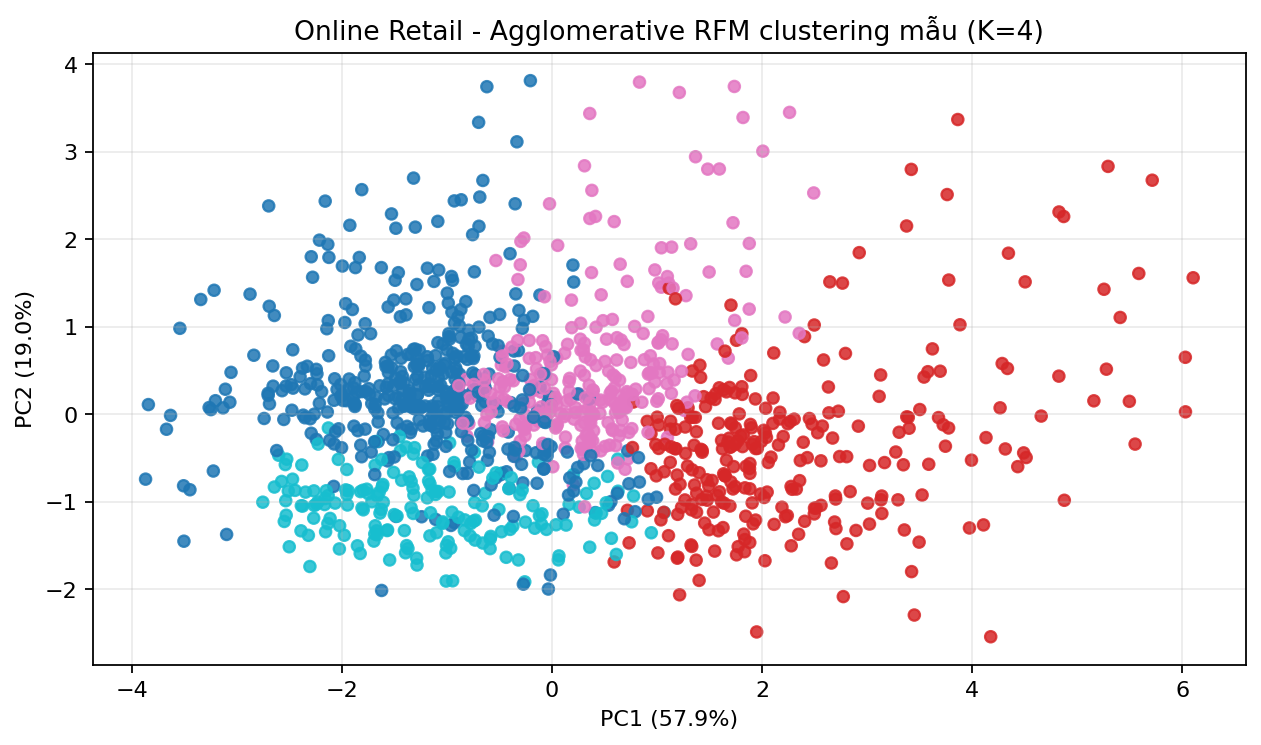 Online Retail - Agglomerative RFM clustering mẫu (K=4)
4
3
2
1
0
−1
−2
PC2 (19.0%)
−4 −2 0 2 4 6
PC1 (57.9%)